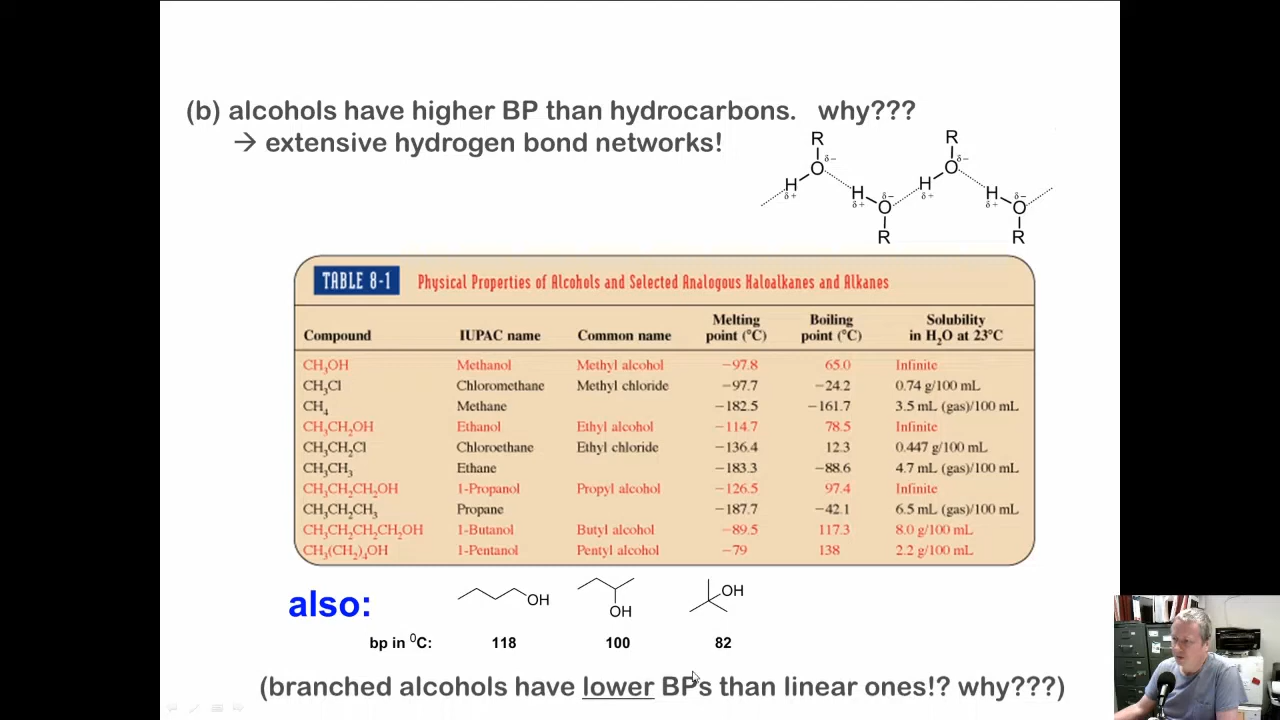 (b) alcohols have higher BP than hydrocarbons. why???
→ extensive hydrogen bond networks!
R R
δ− δ−
O O
H H H H
δ+ δ+ δ− δ+ δ+ δ−
O O
R R
TABLE 8-1 Physical Properties of Alcohols and Selected Analogous Haloalkanes and Alkanes
Melting Boiling Solubility
Compound IUPAC name Common name point (°C) point (°C) in H₂O at 23°C
CH₃OH Methanol Methyl alcohol −97.8 65.0 Infinite
CH₃Cl Chloromethane Methyl chloride −97.7 −24.2 0.74 g/100 mL
CH₄ Methane −182.5 −161.7 3.5 mL (gas)/100 mL
CH₃CH₂OH Ethanol Ethyl alcohol −114.7 78.5 Infinite
CH₃CH₂Cl Chloroethane Ethyl chloride −136.4 12.3 0.447 g/100 mL
CH₃CH₃ Ethane −183.3 −88.6 4.7 mL (gas)/100 mL
CH₃CH₂CH₂OH 1-Propanol Propyl alcohol −126.5 97.4 Infinite
CH₃CH₂CH₃ Propane −187.7 −42.1 6.5 mL (gas)/100 mL
CH₃CH₂CH₂CH₂OH 1-Butanol Butyl alcohol −89.5 117.3 8.0 g/100 mL
CH₃(CH₂)₄OH 1-Pentanol Pentyl alcohol −79 138 2.2 g/100 mL
also: OH OH OH
bp in ⁰C: 118 100 82
(branched alcohols have lower BPs than linear ones!? why???)